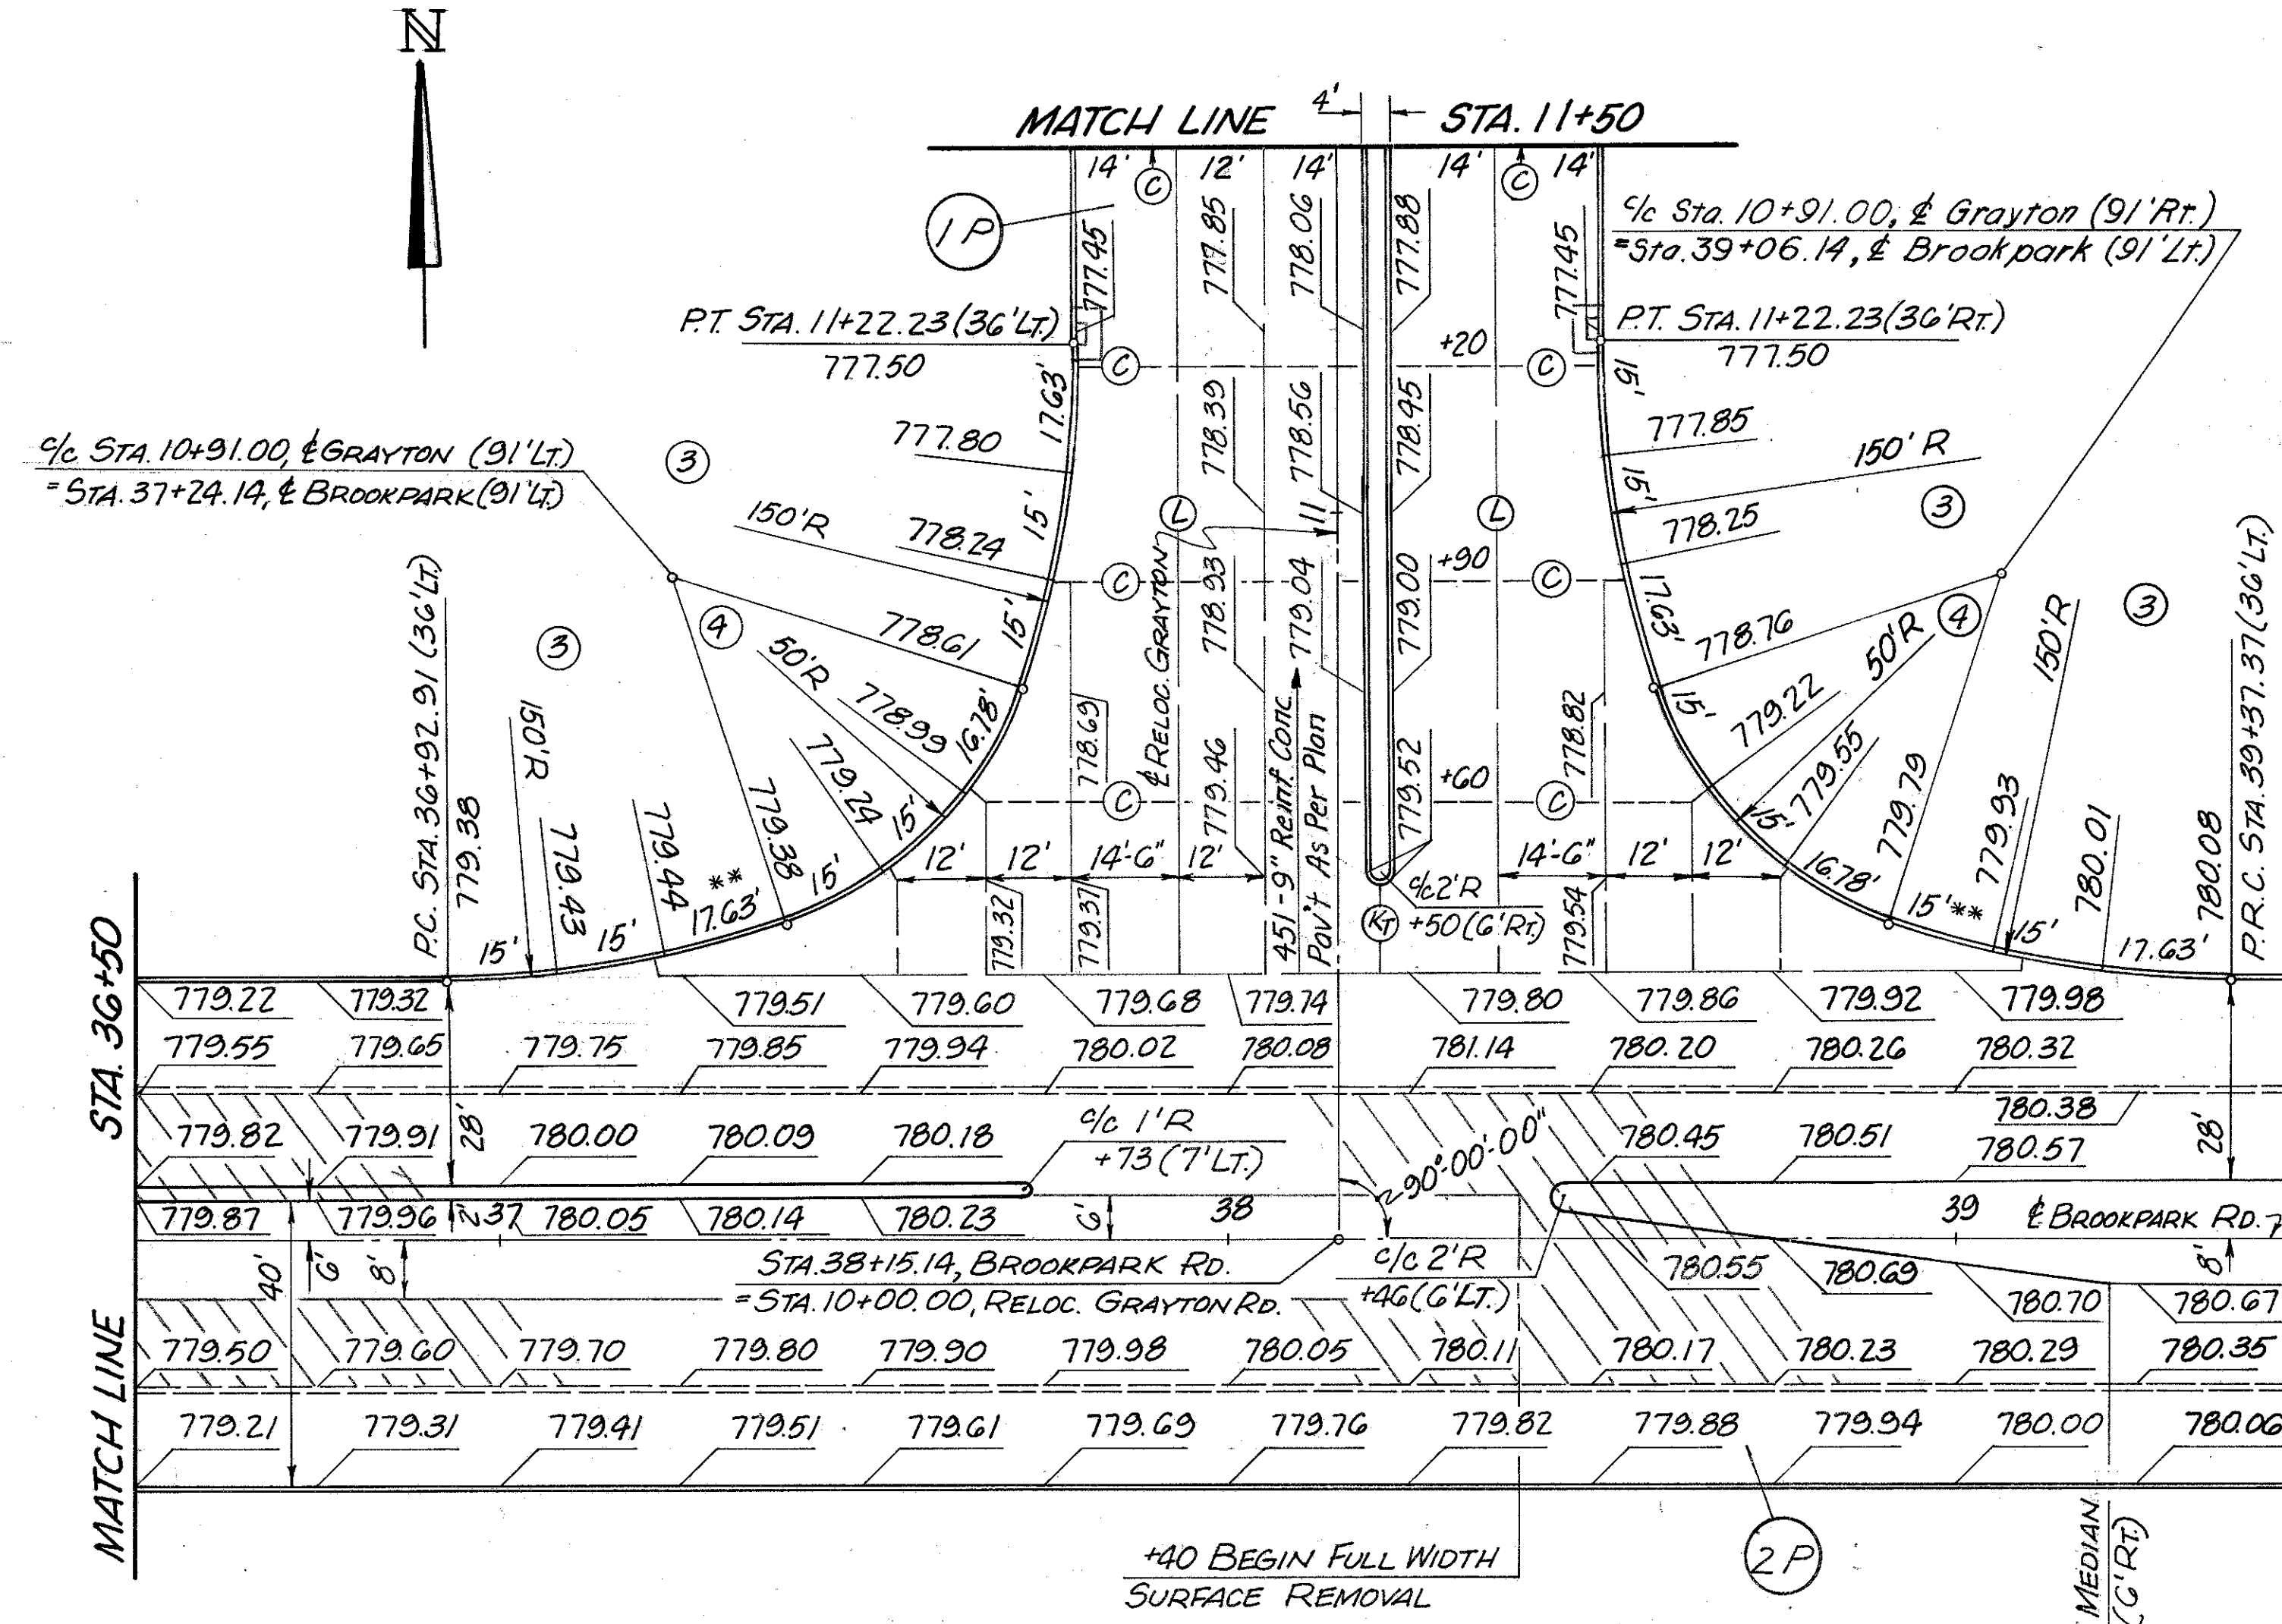 N
MATCH LINE 4' STA. 11+50
14' 12' 14' 14' 14'
C C
1 P
777.45 777.85 778.06 777.88 777.45
c/c Sta. 10+91.00, ℄ Grayton (91' Rt.)
=Sta. 39+06.14, ℄ Brookpark (91' Lt.)
P.T. STA. 11+22.23 (36' LT.)
777.50
P.T. STA. 11+22.23 (36' RT.)
777.50
+20
C C
17.63' 15'
778.39 778.56 778.95
777.80 777.85
c/c STA. 10+91.00, ℄ GRAYTON (91' LT.)
= STA. 37+24.14, ℄ BROOKPARK (91' LT.)
3
150' R
3
15' 15'
L 11 L
150' R 778.24 778.25
+90
C C
778.93 779.04 779.00
℄ RELOC. GRAYTON
15' 17.63'
4 4
778.61 778.76
3 3
50' R 50' R
150' R 150' R
P.C. STA. 36+92.91 (36' LT.)
779.38
P.R.C. STA. 39+37.37 (36' LT.)
780.08
778.99 779.22
16.78' 15'
778.69 778.82
779.46 779.52
+60
C C
451-9" Reinf. Conc.
Pav't As Per Plan
779.43 779.44 779.38 779.24
779.55 779.79 779.93 780.01
15' 15'
12' 12' 14'-6" 12' 14'-6" 12' 12'
15' 15' 17.63' ** 15'
16.78' 15' ** 15' 17.63'
779.32 779.37 779.54
c/c 2' R
+50 (6' RT.)
KT
STA. 36+50
MATCH LINE
779.22 779.32 779.51 779.60 779.68 779.74 779.80 779.86 779.92 779.98
779.55 779.65 779.75 779.85 779.94 780.02 780.08 781.14 780.20 780.26 780.32
780.38
779.82 779.91 28' 780.00 780.09 780.18 780.45 780.51 780.57 28'
c/c 1' R
+73 (7' LT.)
90°-00'-00"
779.87 779.96 2' 37 780.05 780.14 780.23 6' 38 39 ℄ BROOKPARK RD.
40' 6' 8' 8'
STA. 38+15.14, BROOKPARK RD.
= STA. 10+00.00, RELOC. GRAYTON RD.
c/c 2' R
+46 (6' LT.)
780.55 780.69 780.70 780.67
779.50 779.60 779.70 779.80 779.90 779.98 780.05 780.11 780.17 780.23 780.29 780.35
779.21 779.31 779.41 779.51 779.61 779.69 779.76 779.82 779.88 779.94 780.00 780.06
+40 BEGIN FULL WIDTH
SURFACE REMOVAL
2 P
MEDIAN
(6' RT.)